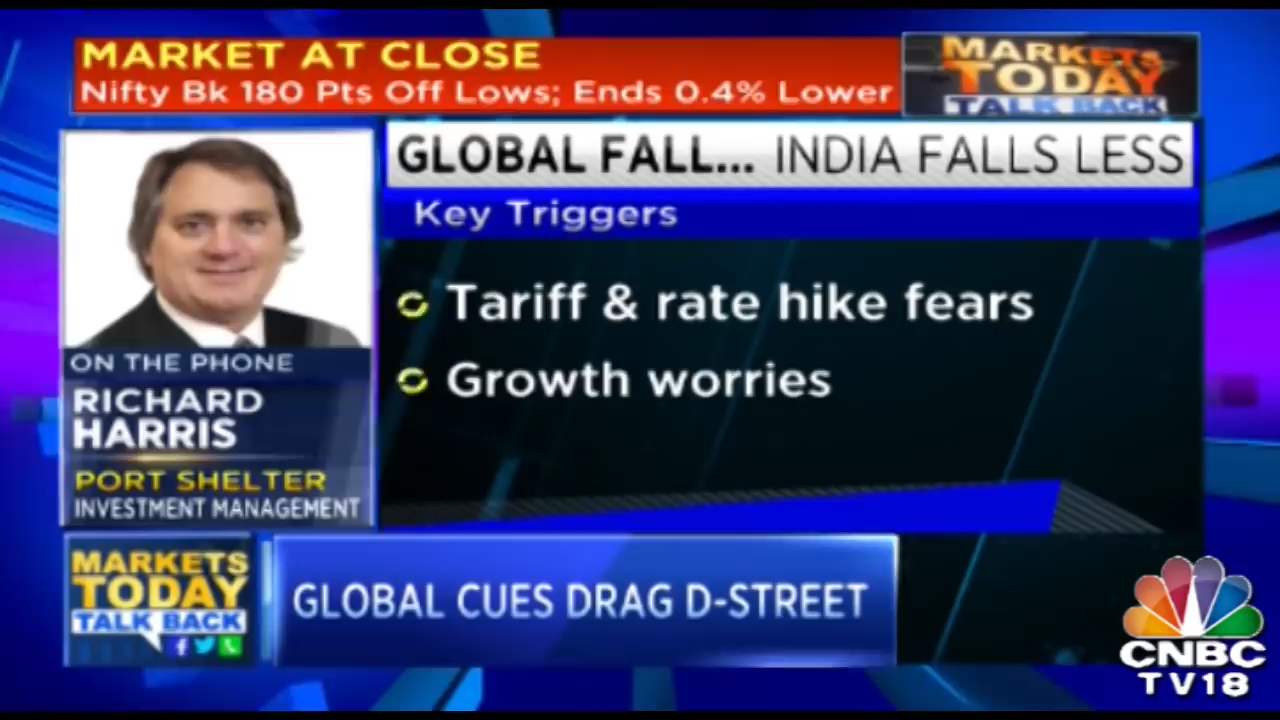 MARKET AT CLOSE
Nifty Bk 180 Pts Off Lows; Ends 0.4% Lower
MARKETS
TODAY
TALK BACK
GLOBAL FALL... INDIA FALLS LESS
Key Triggers
Tariff & rate hike fears
Growth worries
ON THE PHONE
RICHARD
HARRIS
PORT SHELTER
INVESTMENT MANAGEMENT
MARKETS
TODAY
TALK BACK
GLOBAL CUES DRAG D-STREET
CNBC
TV18